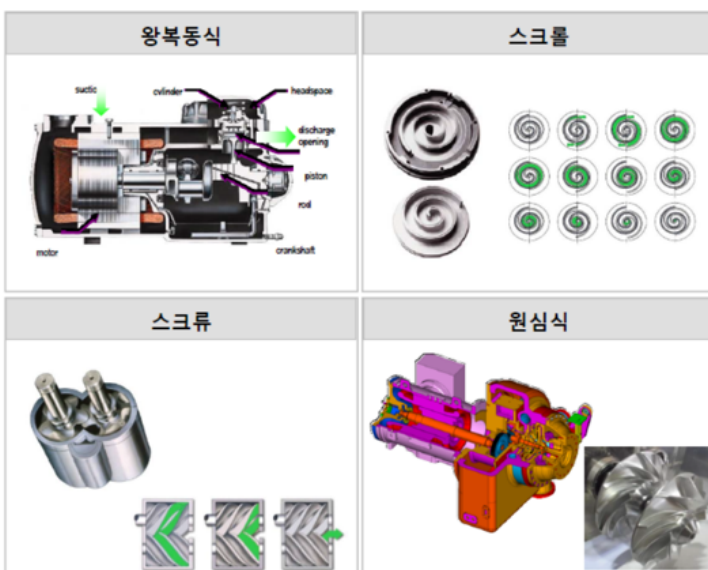 왕복동식
suctic
cylinder
headspace
discharge
opening
piston
rod
motor
crankshaft
스크롤
스크류
원심식